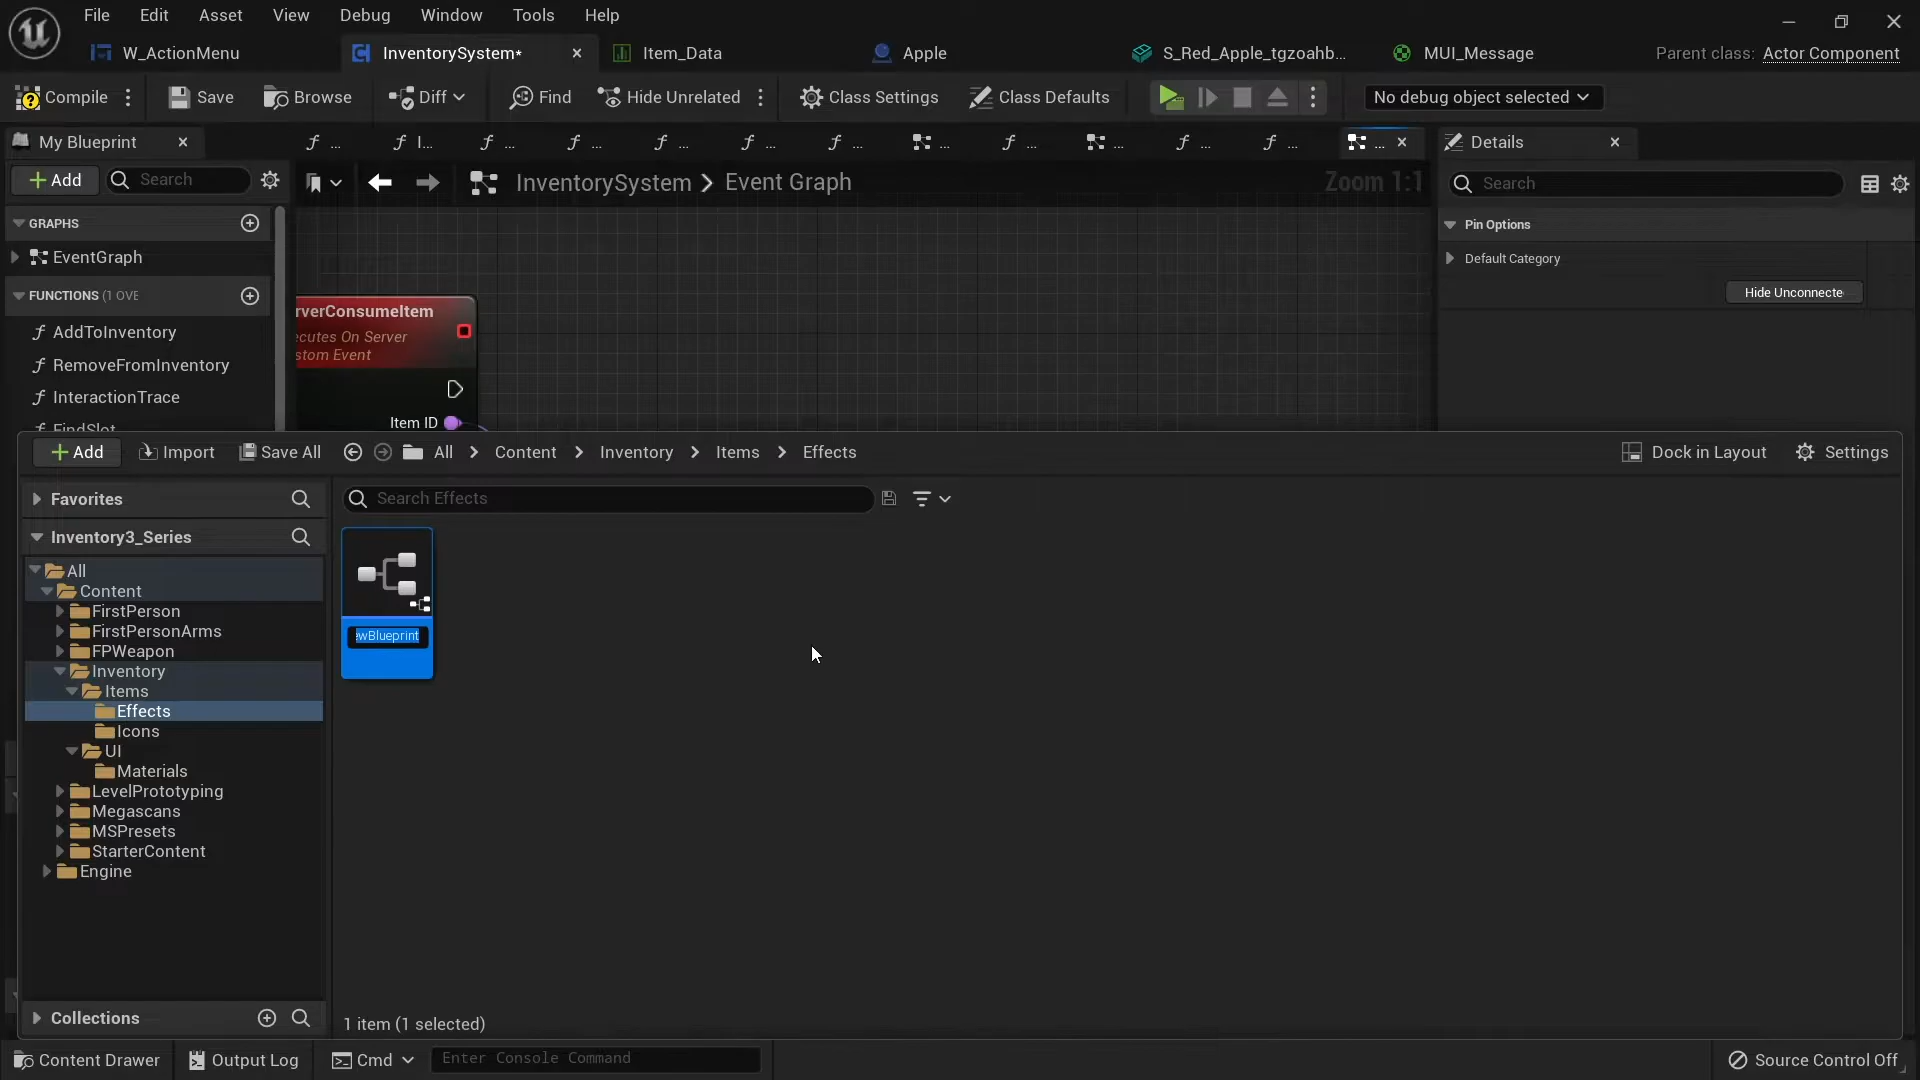 File Edit Asset View Debug Window Tools Help
W_ActionMenu InventorySystem* Item_Data Apple S_Red_Apple_tgzoahb... MUI_Message Parent class: Actor Component
Compile Save Browse Diff Find Hide Unrelated Class Settings Class Defaults No debug object selected
My Blueprint ... I... ... ... ... ... ... ... ... ... ... ... ... Details
Add Search InventorySystem Event Graph Zoom 1:1 Search
GRAPHS Pin Options
EventGraph Default Category
FUNCTIONS (1 OVE Hide Unconnecte
rverConsumeItem
AddToInventory ecutes On Server
stom Event
RemoveFromInventory
InteractionTrace
FindSlot Item ID
Add Import Save All All Content Inventory Items Effects Dock in Layout Settings
Favorites Search Effects
Inventory3_Series
All
Content
FirstPerson
FirstPersonArms ewBlueprint
FPWeapon
Inventory
Items
Effects
Icons
UI
Materials
LevelPrototyping
Megascans
MSPresets
StarterContent
Engine
Collections 1 item (1 selected)
Content Drawer Output Log Cmd Enter Console Command Source Control Off